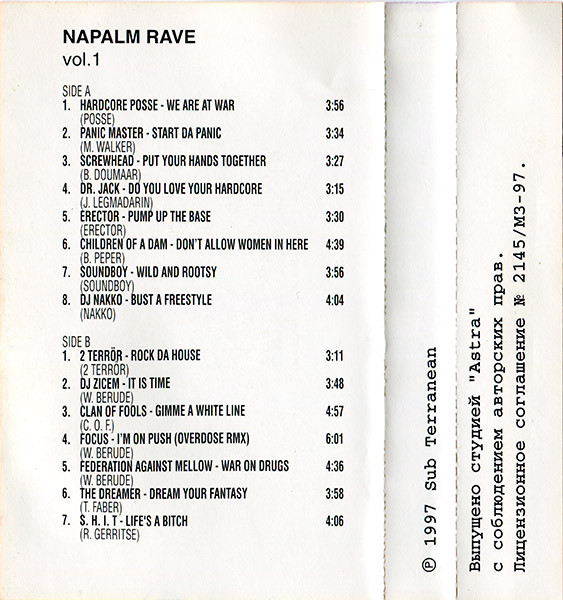 NAPALM RAVE
vol.1
SIDE A
1. HARDCORE POSSE - WE ARE AT WAR 3:56
(POSSE)
2. PANIC MASTER - START DA PANIC 3:34
(M. WALKER)
3. SCREWHEAD - PUT YOUR HANDS TOGETHER 3:27
(B. DOUMAAR)
4. DR. JACK - DO YOU LOVE YOUR HARDCORE 3:15
(J. LEGMADARIN)
5. ERECTOR - PUMP UP THE BASE 3:30
(ERECTOR)
6. CHILDREN OF A DAM - DON'T ALLOW WOMEN IN HERE 4:39
(B. PEPER)
7. SOUNDBOY - WILD AND ROOTSY 3:56
(SOUNDBOY)
8. DJ NAKKO - BUST A FREESTYLE 4:04
(NAKKO)
SIDE B
1. 2 TERRÖR - ROCK DA HOUSE 3:11
(2 TERRÖR)
2. DJ ZICEM - IT IS TIME 3:48
(W. BERUDE)
3. CLAN OF FOOLS - GIMME A WHITE LINE 4:57
(C. O. F.)
4. FOCUS - I'M ON PUSH (OVERDOSE RMX) 6:01
(W. BERUDE)
5. FEDERATION AGAINST MELLOW - WAR ON DRUGS 4:36
(W. BERUDE)
6. THE DREAMER - DREAM YOUR FANTASY 3:58
(T. FABER)
7. S. H. I. T - LIFE'S A BITCH 4:06
(R. GERRITSE)
℗ 1997 Sub Terranean
Выпущено студией "Astra"
с соблюдением авторских прав.
Лицензионное соглашение № 2145/МЗ-97.